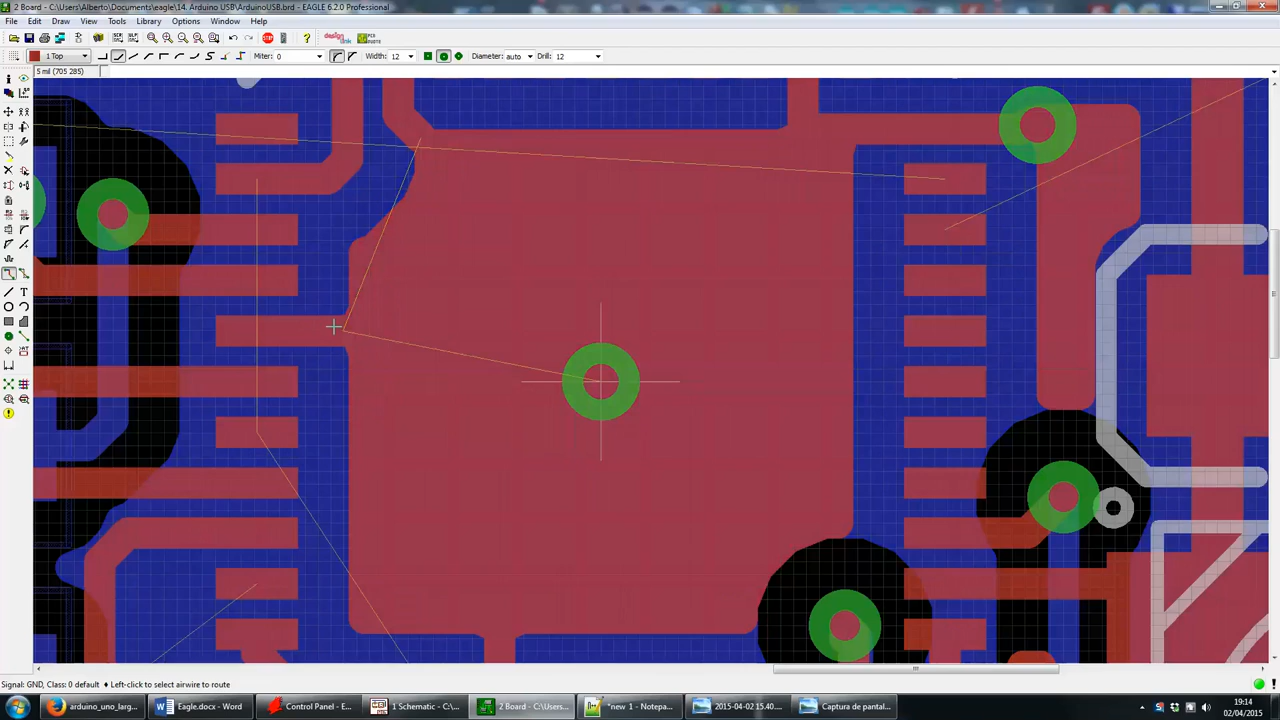 2 Board - C:\Users\Alberto\Documents\eagle\14. Arduino USB\ArduinoUSB.brd - EAGLE 6.2.0 Professional
File Edit Draw View Tools Library Options Window Help
1 Top Miter: 0 Width: 12 Diameter: auto Drill: 12
5 mil (705 285)
Signal: GND, Class: 0 default ♦ Left-click to select airwire to route
arduino_uno_larg... Eagle.docx - Word Control Panel - E... 1 Schematic - C:\... 2 Board - C:\Users... *new 1 - Notepa... 2015-04-02 15.40.... Captura de pantal...
19:14
02/04/2015